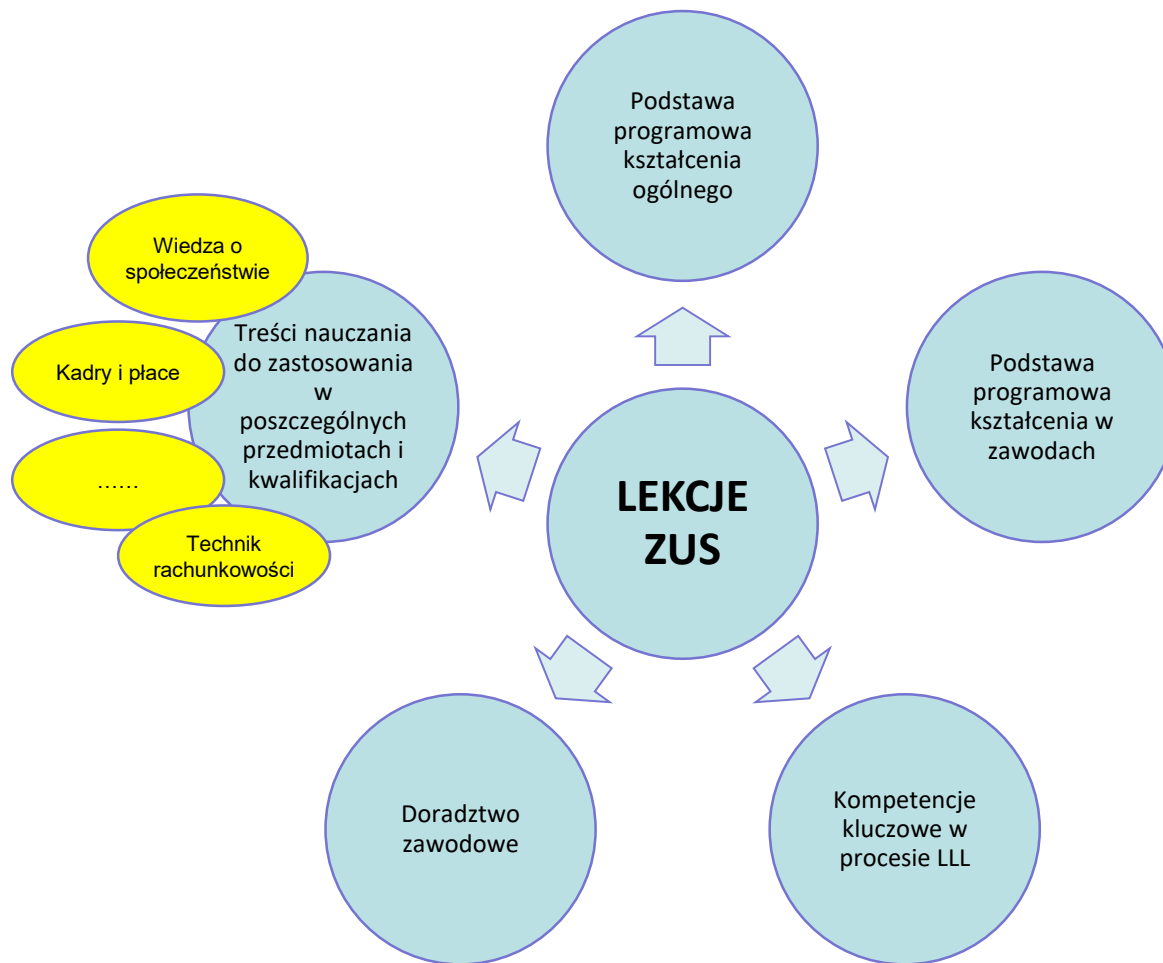 Podstawa
programowa
kształcenia
ogólnego
Wiedza o
społeczeństwie
Kadry i płace
......
Technik
rachunkowości
Treści nauczania
do zastosowania
w
poszczególnych
przedmiotach i
kwalifikacjach
Podstawa
programowa
kształcenia w
zawodach
LEKCJE
ZUS
Doradztwo
zawodowe
Kompetencje
kluczowe w
procesie LLL